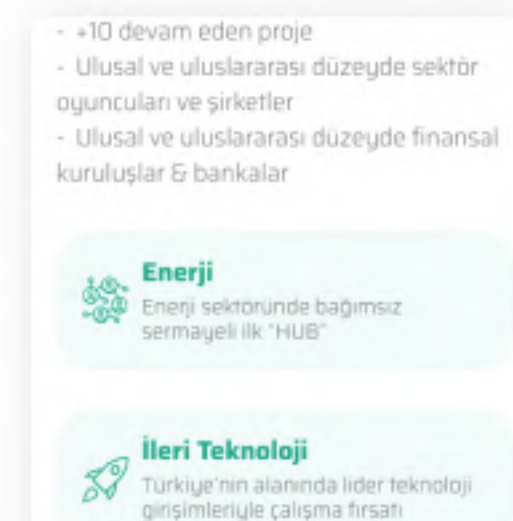 - +10 devam eden proje
- Ulusal ve uluslararası düzeyde sektör
oyuncuları ve şirketler
- Ulusal ve uluslararası düzeyde finansal
kuruluşlar & bankalar
Enerji
Enerji sektöründe bağımsız
sermayeli ilk "HUB"
İleri Teknoloji
Türkiye'nin alanında lider teknoloji
girişimleriyle çalışma fırsatı